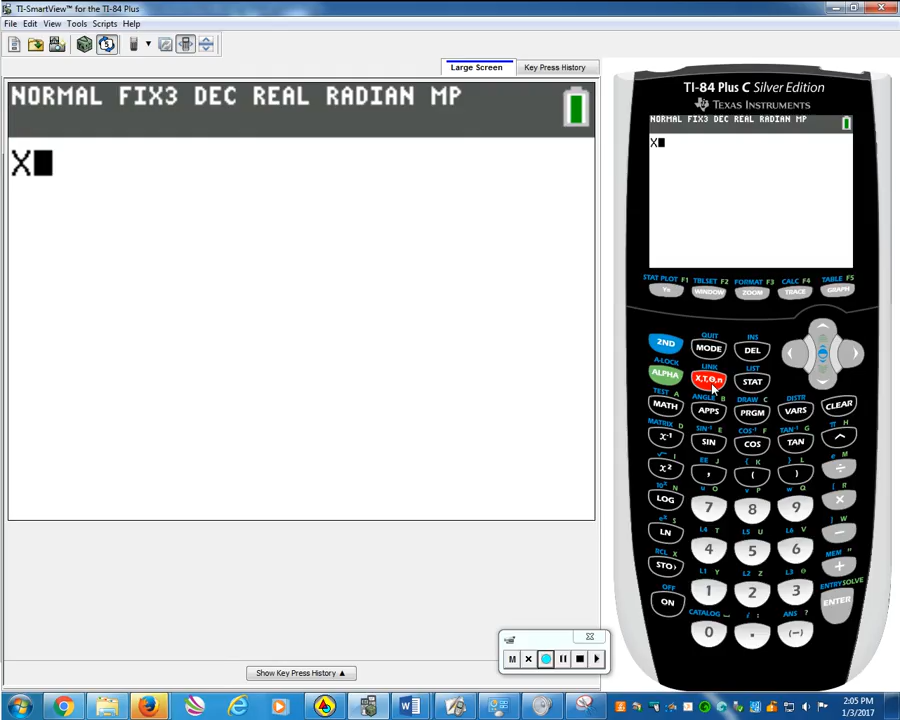 TI-SmartView™ for the TI-84 Plus
File Edit View Tools Scripts Help
Large Screen Key Press History
NORMAL FIX3 DEC REAL RADIAN MP
X
TI-84 Plus C Silver Edition
TEXAS INSTRUMENTS
NORMAL FIX3 DEC REAL RADIAN MP
X
STAT PLOT F1 TBLSET F2 FORMAT F3 CALC F4 TABLE F5
Y= WINDOW ZOOM TRACE GRAPH
QUIT INS
2ND MODE DEL
A-LOCK LINK LIST
ALPHA X,T,Θ,n STAT
TEST A ANGLE B DRAW C DISTR
MATH APPS PRGM VARS CLEAR
MATRIX D SIN⁻¹ E COS⁻¹ F TAN⁻¹ G π H
x⁻¹ SIN COS TAN ^
√ I EE J { K } L e M
x² , ( ) ÷
10ˣ N u O v P w Q [ R
LOG 7 8 9 ×
eˣ S L4 T L5 U L6 V ] W
LN 4 5 6 −
RCL X L1 Y L2 Z L3 Θ MEM "
STO› 1 2 3 +
OFF CATALOG i : ANS ? ENTRY SOLVE
ON 0 . (−) ENTER
M
Show Key Press History ▲
2:05 PM
1/3/2017